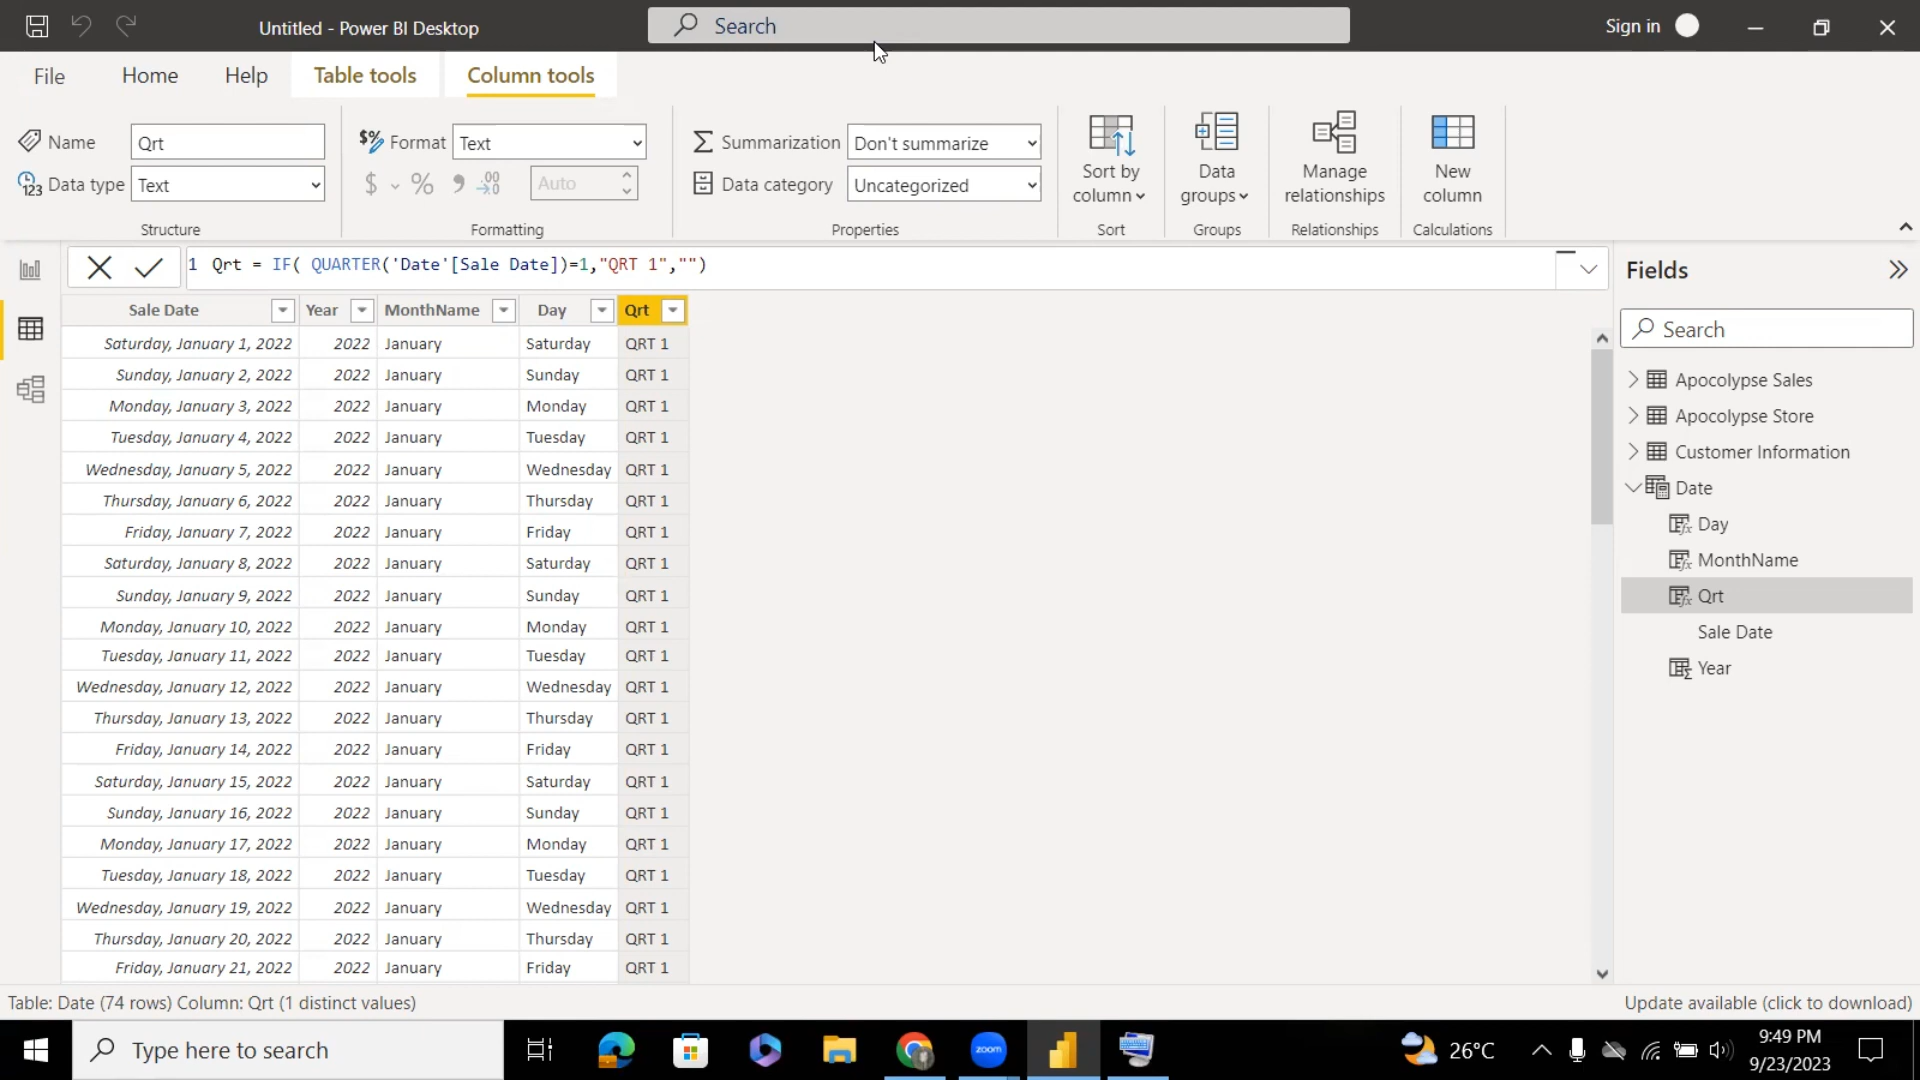 Untitled - Power BI Desktop
Search
Sign in
File
Home
Help
Table tools
Column tools
Name
Qrt
$% Format
Text
Summarization
Don't summarize
Sort by
column
Data
groups
Manage
relationships
New
column
123 Data type
Text
$ % 9 .00
Auto
Data category
Uncategorized
Structure
Formatting
Properties
Sort
Groups
Relationships
Calculations
1 Qrt = IF( QUARTER('Date'[Sale Date])=1,"QRT 1","")
Sale Date Year MonthName Day Qrt
Saturday, January 1, 2022 2022 January Saturday QRT 1
Sunday, January 2, 2022 2022 January Sunday QRT 1
Monday, January 3, 2022 2022 January Monday QRT 1
Tuesday, January 4, 2022 2022 January Tuesday QRT 1
Wednesday, January 5, 2022 2022 January Wednesday QRT 1
Thursday, January 6, 2022 2022 January Thursday QRT 1
Friday, January 7, 2022 2022 January Friday QRT 1
Saturday, January 8, 2022 2022 January Saturday QRT 1
Sunday, January 9, 2022 2022 January Sunday QRT 1
Monday, January 10, 2022 2022 January Monday QRT 1
Tuesday, January 11, 2022 2022 January Tuesday QRT 1
Wednesday, January 12, 2022 2022 January Wednesday QRT 1
Thursday, January 13, 2022 2022 January Thursday QRT 1
Friday, January 14, 2022 2022 January Friday QRT 1
Saturday, January 15, 2022 2022 January Saturday QRT 1
Sunday, January 16, 2022 2022 January Sunday QRT 1
Monday, January 17, 2022 2022 January Monday QRT 1
Tuesday, January 18, 2022 2022 January Tuesday QRT 1
Wednesday, January 19, 2022 2022 January Wednesday QRT 1
Thursday, January 20, 2022 2022 January Thursday QRT 1
Friday, January 21, 2022 2022 January Friday QRT 1
Fields
Search
Apocolypse Sales
Apocolypse Store
Customer Information
Date
Day
MonthName
Qrt
Sale Date
Year
Table: Date (74 rows) Column: Qrt (1 distinct values)
Update available (click to download)
Type here to search
zoom
26°C
9:49 PM
9/23/2023